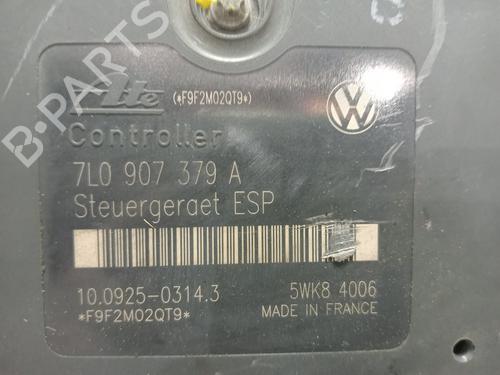 Ate (*F9F2M02QT9*)
Controller
7L0 907 379 A
Steuergeraet ESP
10.0925-0314.3 5WK8 4006
*F9F2M02QT9* MADE IN FRANCE
B-PARTS